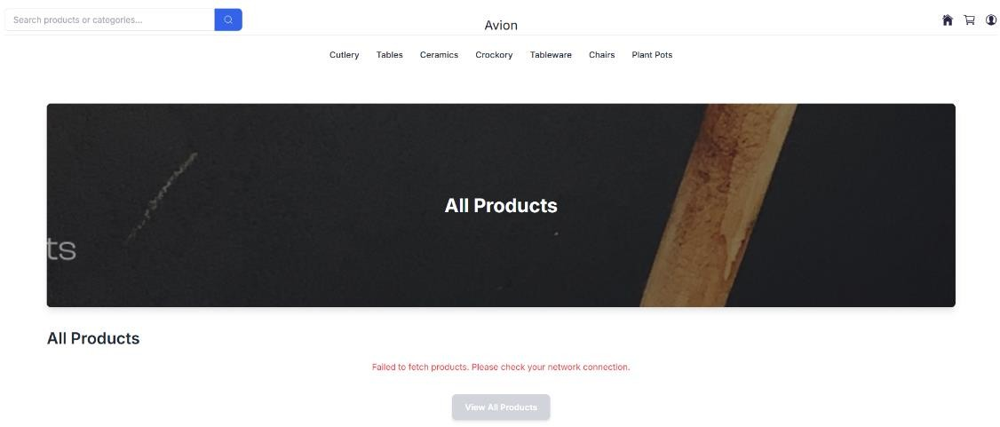 Search products or categories...
Avion
Cutlery Tables Ceramics Crockory Tableware Chairs Plant Pots
All Products
ts
All Products
Failed to fetch products. Please check your network connection.
View All Products